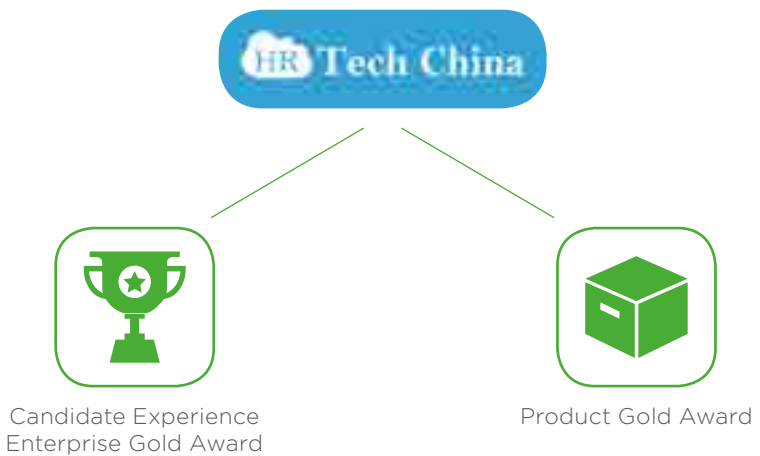 HR Tech China
Candidate Experience
Enterprise Gold Award
Product Gold Award